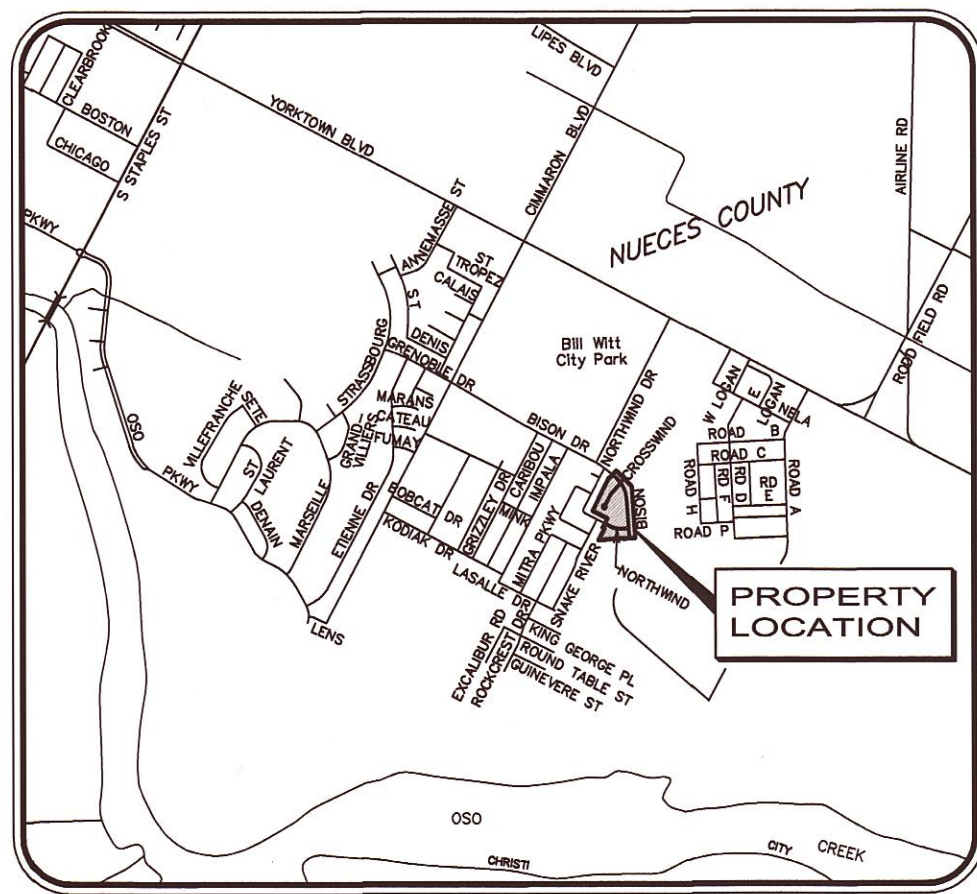 CLEARBROOK
BOSTON
CHICAGO
S STAPLES ST
PKWY
YORKTOWN BLVD
LIPES BLVD
CIMMARON BLVD
AIRLINE RD
RODD FIELD RD
NUECES COUNTY
ANNEMASSE ST
ST TROPEZ
CALAIS
ST
DENIS
GRENOBLE DR
STRASSBOURG
Bill Witt
City Park
NORTHWIND DR
CROSSWIND
BISON DR
BISON
W LOGAN
E LOGAN
NELA
ROAD B
ROAD C
ROAD H
RD F
RD D
RD
E
ROAD A
ROAD P
VILLEFRANCHE
SETE
ST LAURENT
DENAIN
MARSEILLE
GRAND
VILLIERS
MARANS
CATEAU
FUMAY
ETIENNE DR
OSO
PKWY
BOBCAT DR
KODIAK DR
GRIZZLEY DR
CARIBOU
MINK
IMPALA
MITRA PKWY
LASALLE DR
SNAKE RIVER
NORTHWIND
LENS
EXCALIBUR RD
ROCKCREST DR
KING GEORGE PL
ROUND TABLE ST
GUINEVERE ST
PROPERTY
LOCATION
OSO
CREEK
CHRISTI
CITY